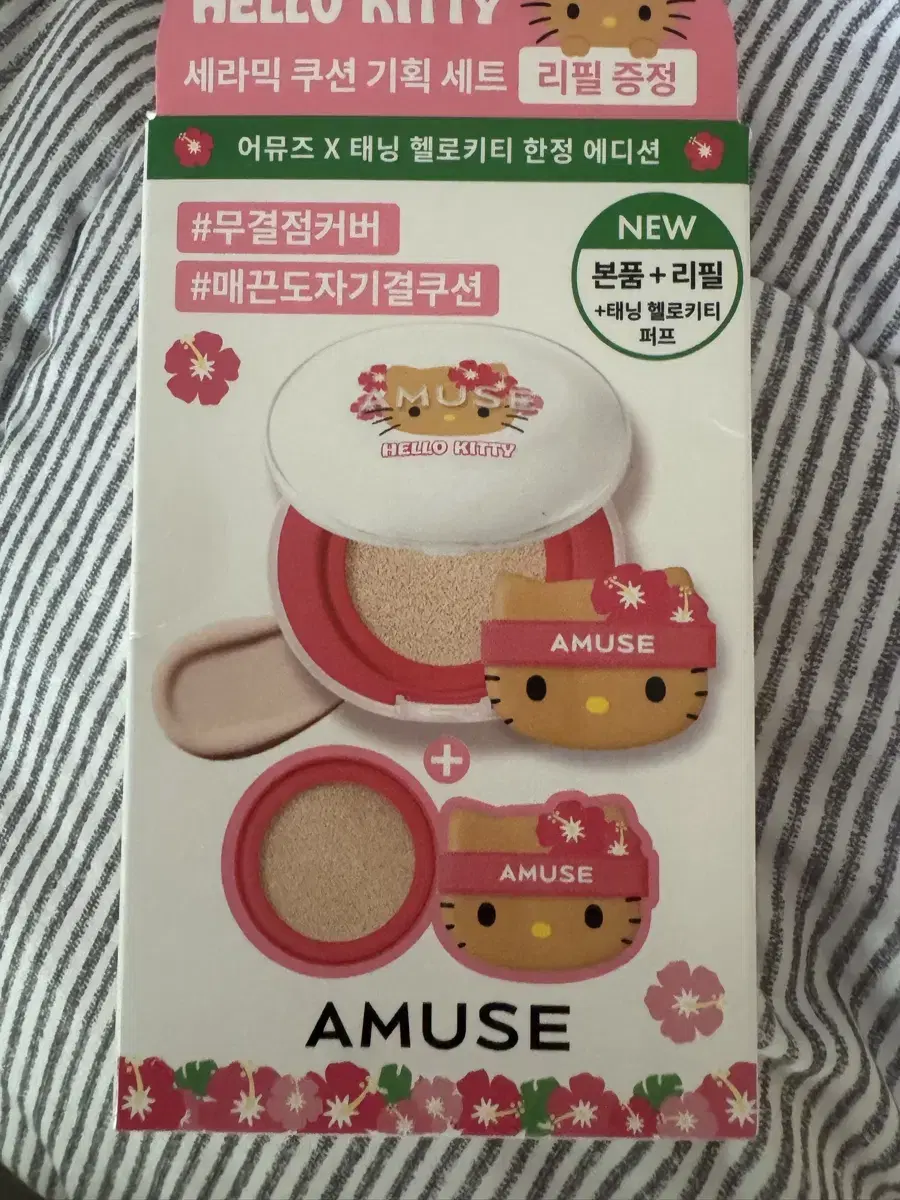 HELLO KITTY
세라믹 쿠션 기획 세트 리필 증정
어뮤즈 X 태닝 헬로키티 한정 에디션
#무결점커버
#매끈도자기결쿠션
NEW
본품+리필
+태닝 헬로키티
퍼프
AMUSE
HELLO KITTY
AMUSE
+
AMUSE
AMUSE